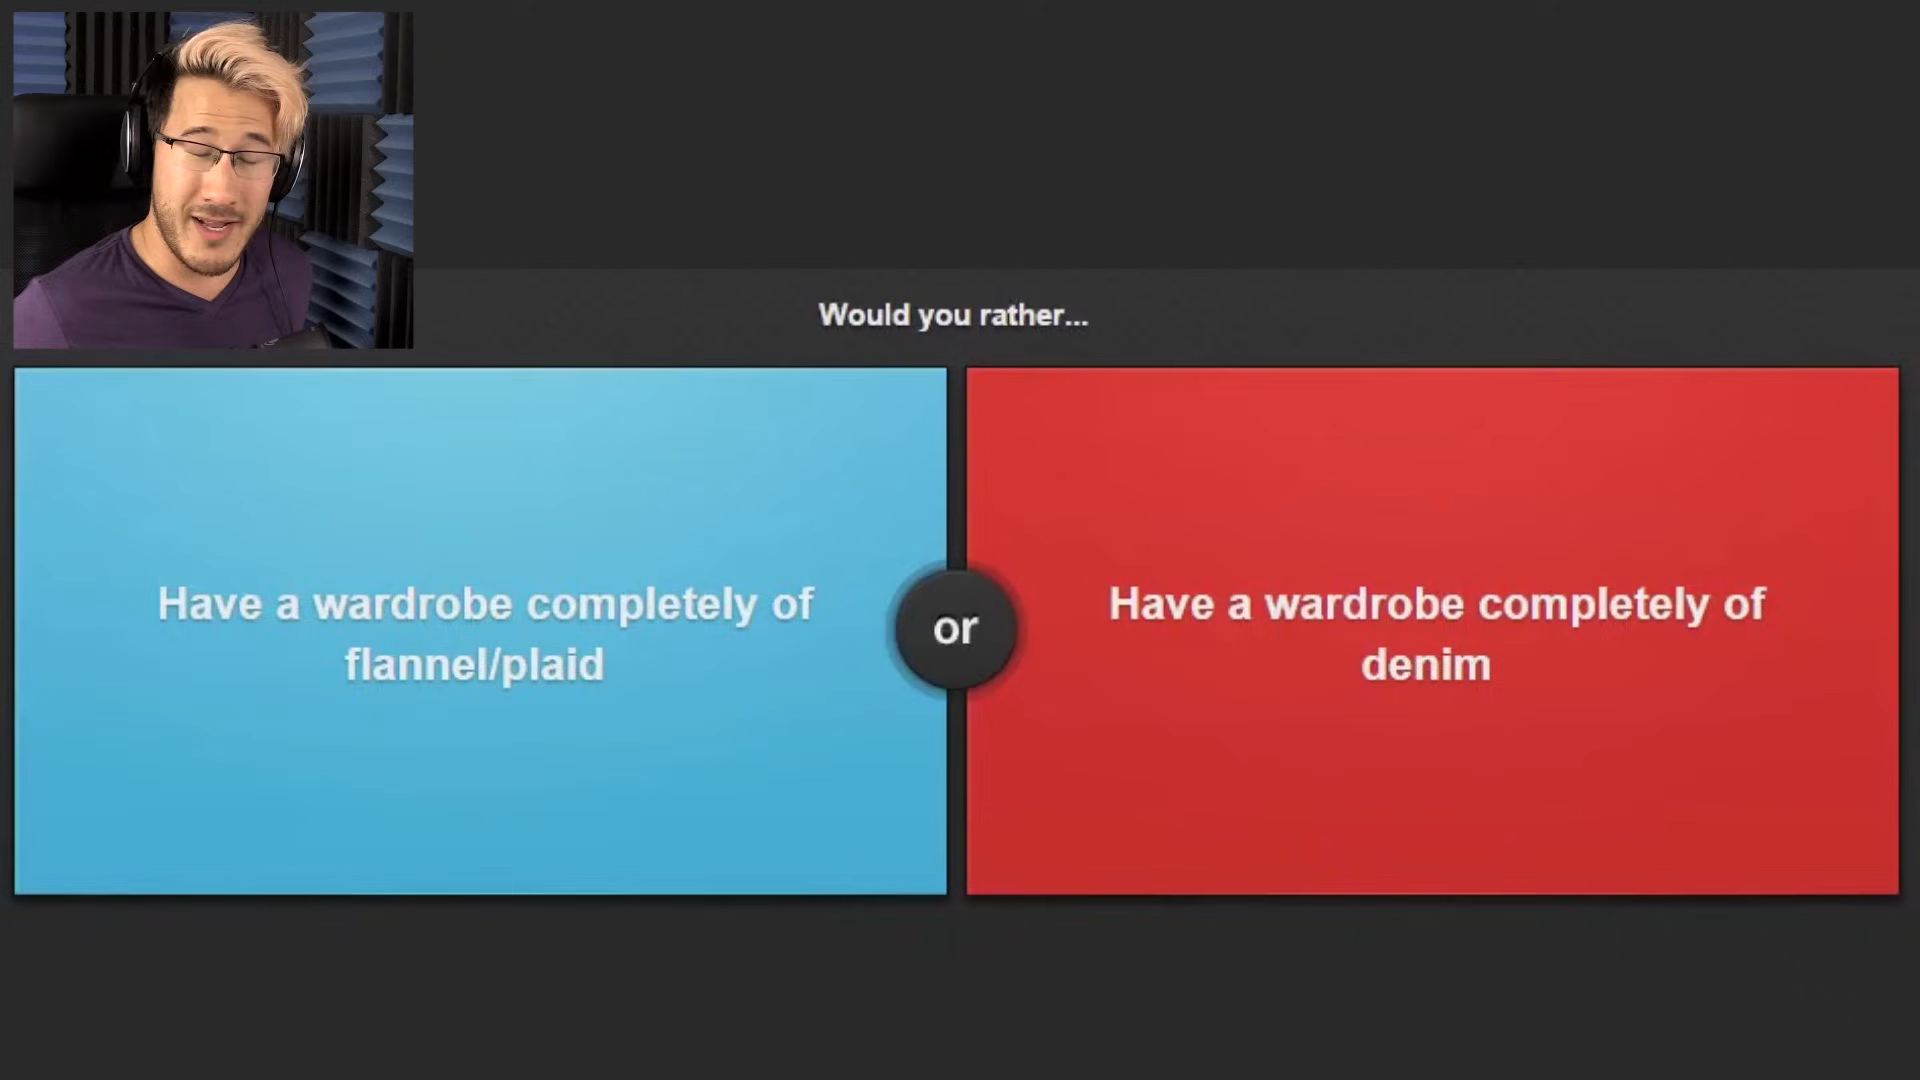 Would you rather...
Have a wardrobe completely of
flannel/plaid
or
Have a wardrobe completely of
denim